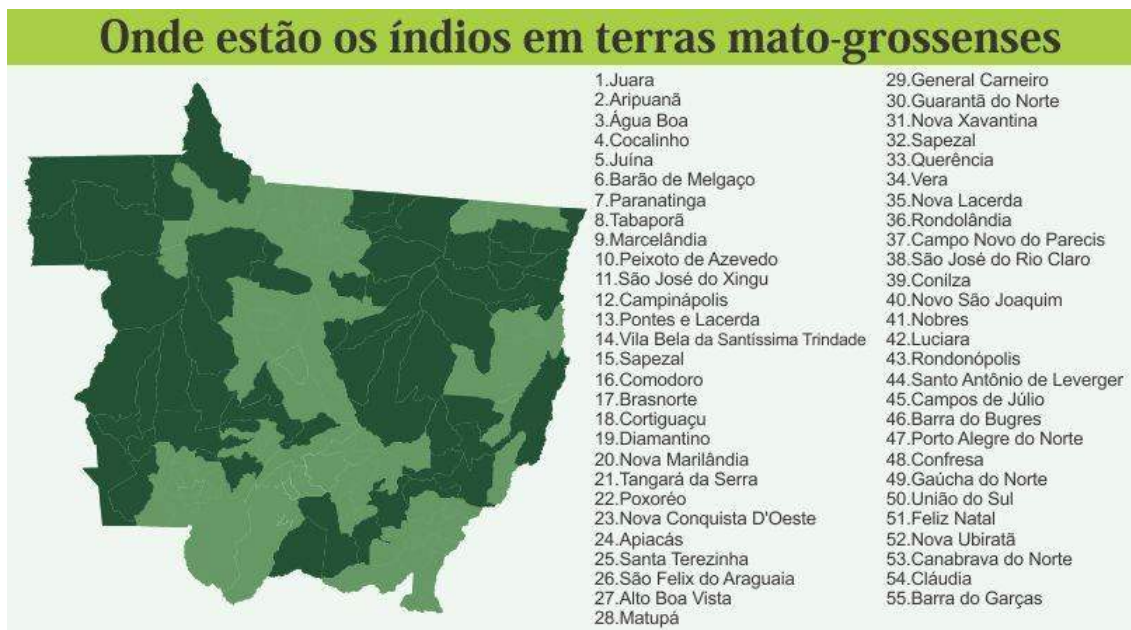 Onde estão os índios em terras mato-grossenses
1.Juara
2.Aripuanã
3.Água Boa
4.Cocalinho
5.Juína
6.Barão de Melgaço
7.Paranatinga
8.Tabaporã
9.Marcelândia
10.Peixoto de Azevedo
11.São José do Xingu
12.Campinápolis
13.Pontes e Lacerda
14.Vila Bela da Santíssima Trindade
15.Sapezal
16.Comodoro
17.Brasnorte
18.Cortiguaçu
19.Diamantino
20.Nova Marilândia
21.Tangará da Serra
22.Poxoréo
23.Nova Conquista D'Oeste
24.Apiacás
25.Santa Terezinha
26.São Felix do Araguaia
27.Alto Boa Vista
28.Matupá
29.General Carneiro
30.Guarantã do Norte
31.Nova Xavantina
32.Sapezal
33.Querência
34.Vera
35.Nova Lacerda
36.Rondolândia
37.Campo Novo do Parecis
38.São José do Rio Claro
39.Conilza
40.Novo São Joaquim
41.Nobres
42.Luciara
43.Rondonópolis
44.Santo Antônio de Leverger
45.Campos de Júlio
46.Barra do Bugres
47.Porto Alegre do Norte
48.Confresa
49.Gaúcha do Norte
50.União do Sul
51.Feliz Natal
52.Nova Ubiratã
53.Canabrava do Norte
54.Cláudia
55.Barra do Garças